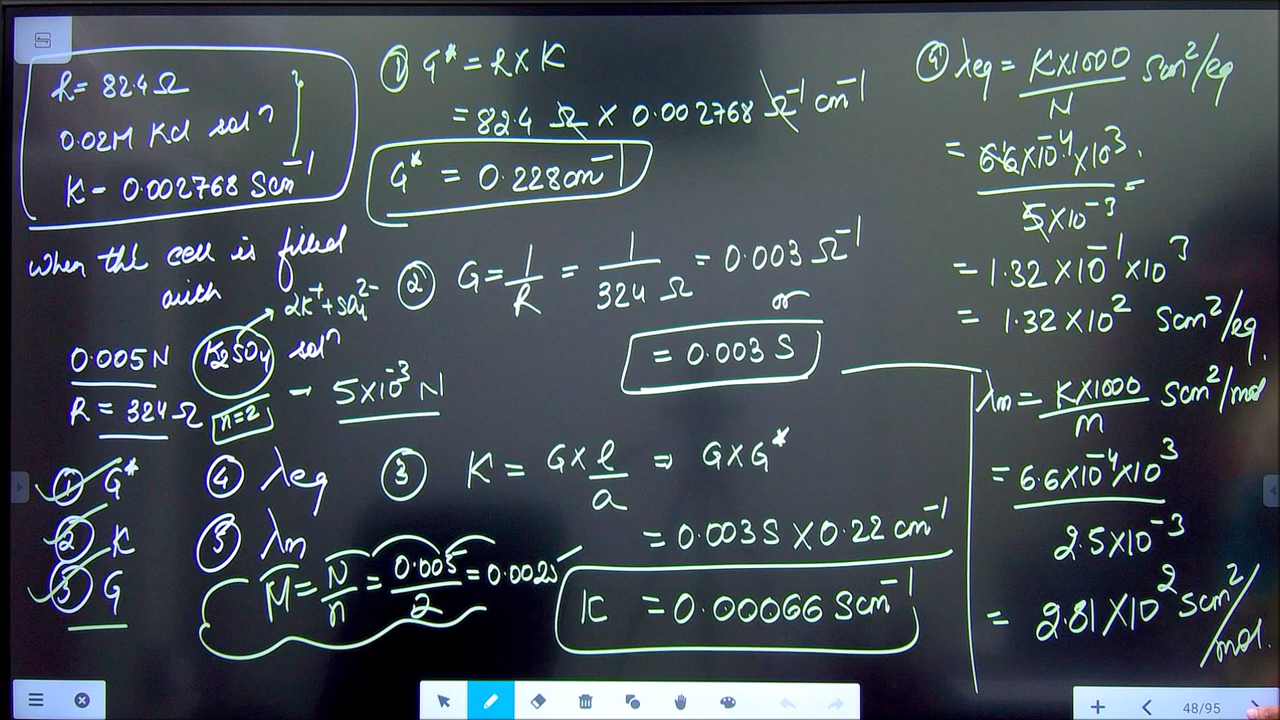 R = 82.4 Ω
0.02M KCl solⁿ
K - 0.002768 Scm⁻¹
When the cell is filled
with
2K⁺ + SO₄²⁻
0.005 N K₂SO₄ solⁿ
→ 5×10⁻³ N
R = 324 Ω n=2
① G*
② K
③ G
④ λeq
⑤ λm
M = N/n = 0.005/2 = 0.0025
① G* = R × K
= 82.4 Ω × 0.002768 Ω⁻¹ cm⁻¹
G* = 0.228 cm⁻¹
② G = 1/R = 1/324 Ω = 0.003 Ω⁻¹
or
= 0.003 S
③ K = G × l/a ⇒ G × G*
= 0.003 S × 0.22 cm⁻¹
K = 0.00066 Scm⁻¹
④ λeq = K×1000/N Scm²/eq
= 6.6×10⁻⁴×10³/5×10⁻³ =
= 1.32 × 10⁻¹ × 10³
= 1.32 × 10² Scm²/eq.
λm = K×1000/m Scm²/mol
= 6.6×10⁻⁴×10³/2.5×10⁻³
= 2.81 × 10² Scm²/mol.
48/95